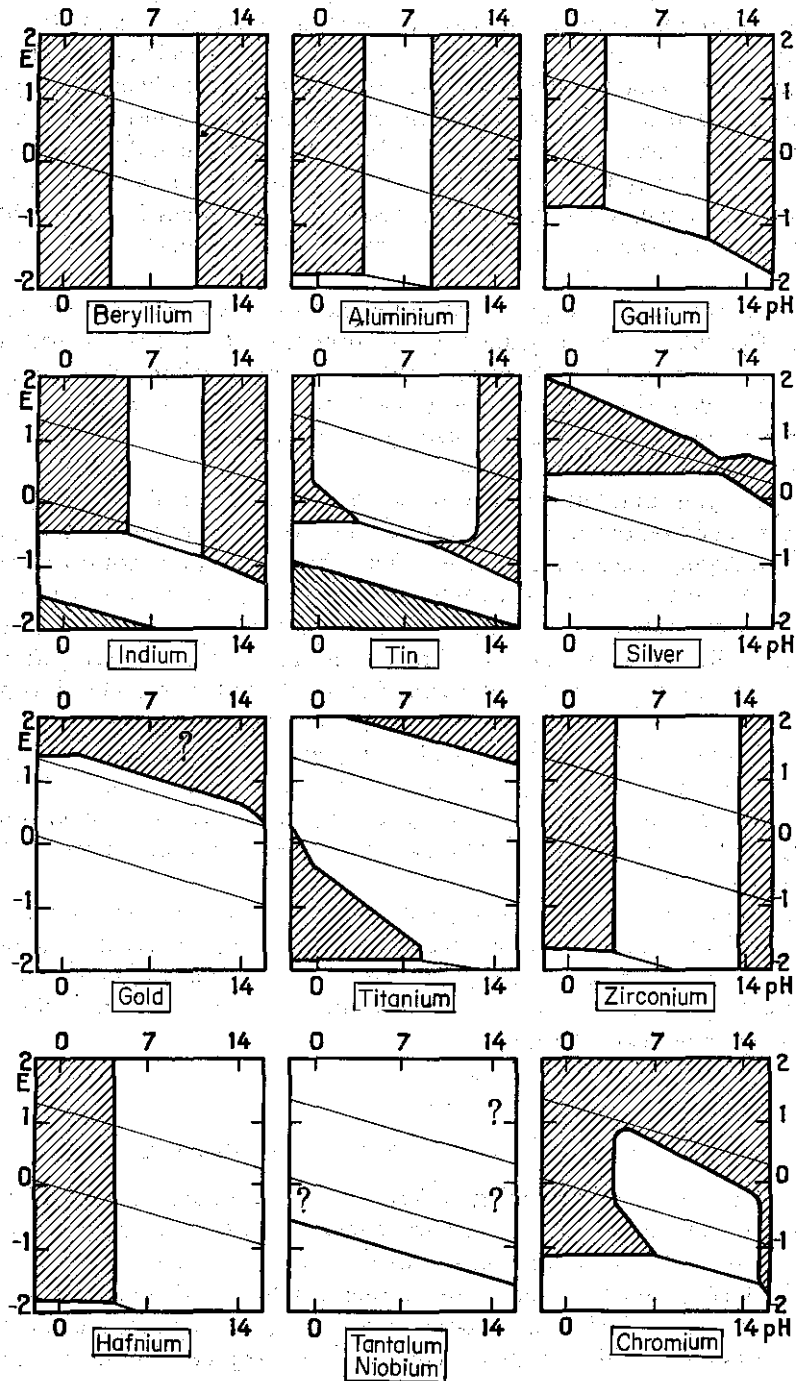 0 7 14 0 7 14 0 7 14
2 2
E
1 1
0 0
-1 -1
-2 -2
0 14 0 14 0 14 pH
Beryllium Aluminium Gallium
0 7 14 0 7 14 0 7 14
2 2
E
1 1
0 0
-1 -1
-2 -2
0 7 14 0 7 14 0 7 14 pH
Indium Tin Silver
0 7 14 0 7 14 0 7 14
2 ? 2
E
1 1
0 0
-1 -1
-2 -2
0 14 0 14 0 14 pH
Gold Titanium Zirconium
0 7 14 0 7 14 0 7 14
2 2
E
1 ? 1
0 ? ? 0
-1 -1
-2 -2
0 7 14 0 7 14 0 7 14 pH
Hafnium Tantalum Chromium
Niobium